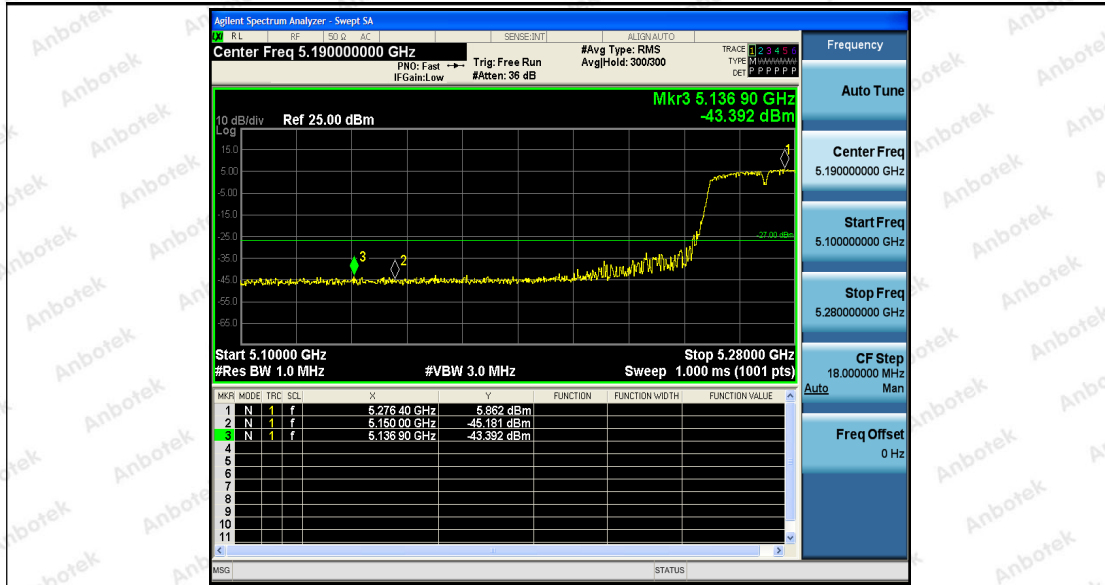 Agilent Spectrum Analyzer - Swept SA
RL RF 50 Ω AC SENSE:INT ALIGNAUTO
Center Freq 5.190000000 GHz
PNO: Fast
IFGain:Low
Trig: Free Run
#Atten: 36 dB
#Avg Type: RMS
Avg|Hold: 300/300
TRACE 1 2 3 4 5 6
TYPE M WWWWW
DET P P P P P P
Mkr3 5.136 90 GHz
-43.392 dBm
10 dB/div Ref 25.00 dBm
Log
15.0
5.00
-5.00
-15.0
-25.0
-35.0
-45.0
-55.0
-65.0
1
-27.00 dBm
3
2
Start 5.10000 GHz Stop 5.28000 GHz
#Res BW 1.0 MHz #VBW 3.0 MHz Sweep 1.000 ms (1001 pts)
MKR MODE TRC SCL X Y FUNCTION FUNCTION WIDTH FUNCTION VALUE
1 N 1 f 5.276 40 GHz 5.862 dBm
2 N 1 f 5.150 00 GHz -45.181 dBm
3 N 1 f 5.136 90 GHz -43.392 dBm
4
5
6
7
8
9
10
11
MSG STATUS
Frequency
Auto Tune
Center Freq
5.190000000 GHz
Start Freq
5.100000000 GHz
Stop Freq
5.280000000 GHz
CF Step
18.000000 MHz
Auto Man
Freq Offset
0 Hz
Anbotek